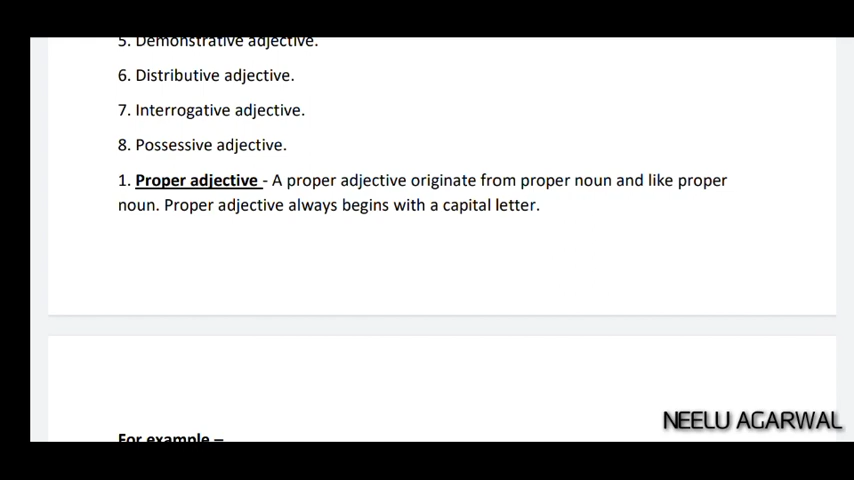 5. Demonstrative adjective.
6. Distributive adjective.
7. Interrogative adjective.
8. Possessive adjective.
1. Proper adjective - A proper adjective originate from proper noun and like proper
noun. Proper adjective always begins with a capital letter.
NEELU AGARWAL
For example –